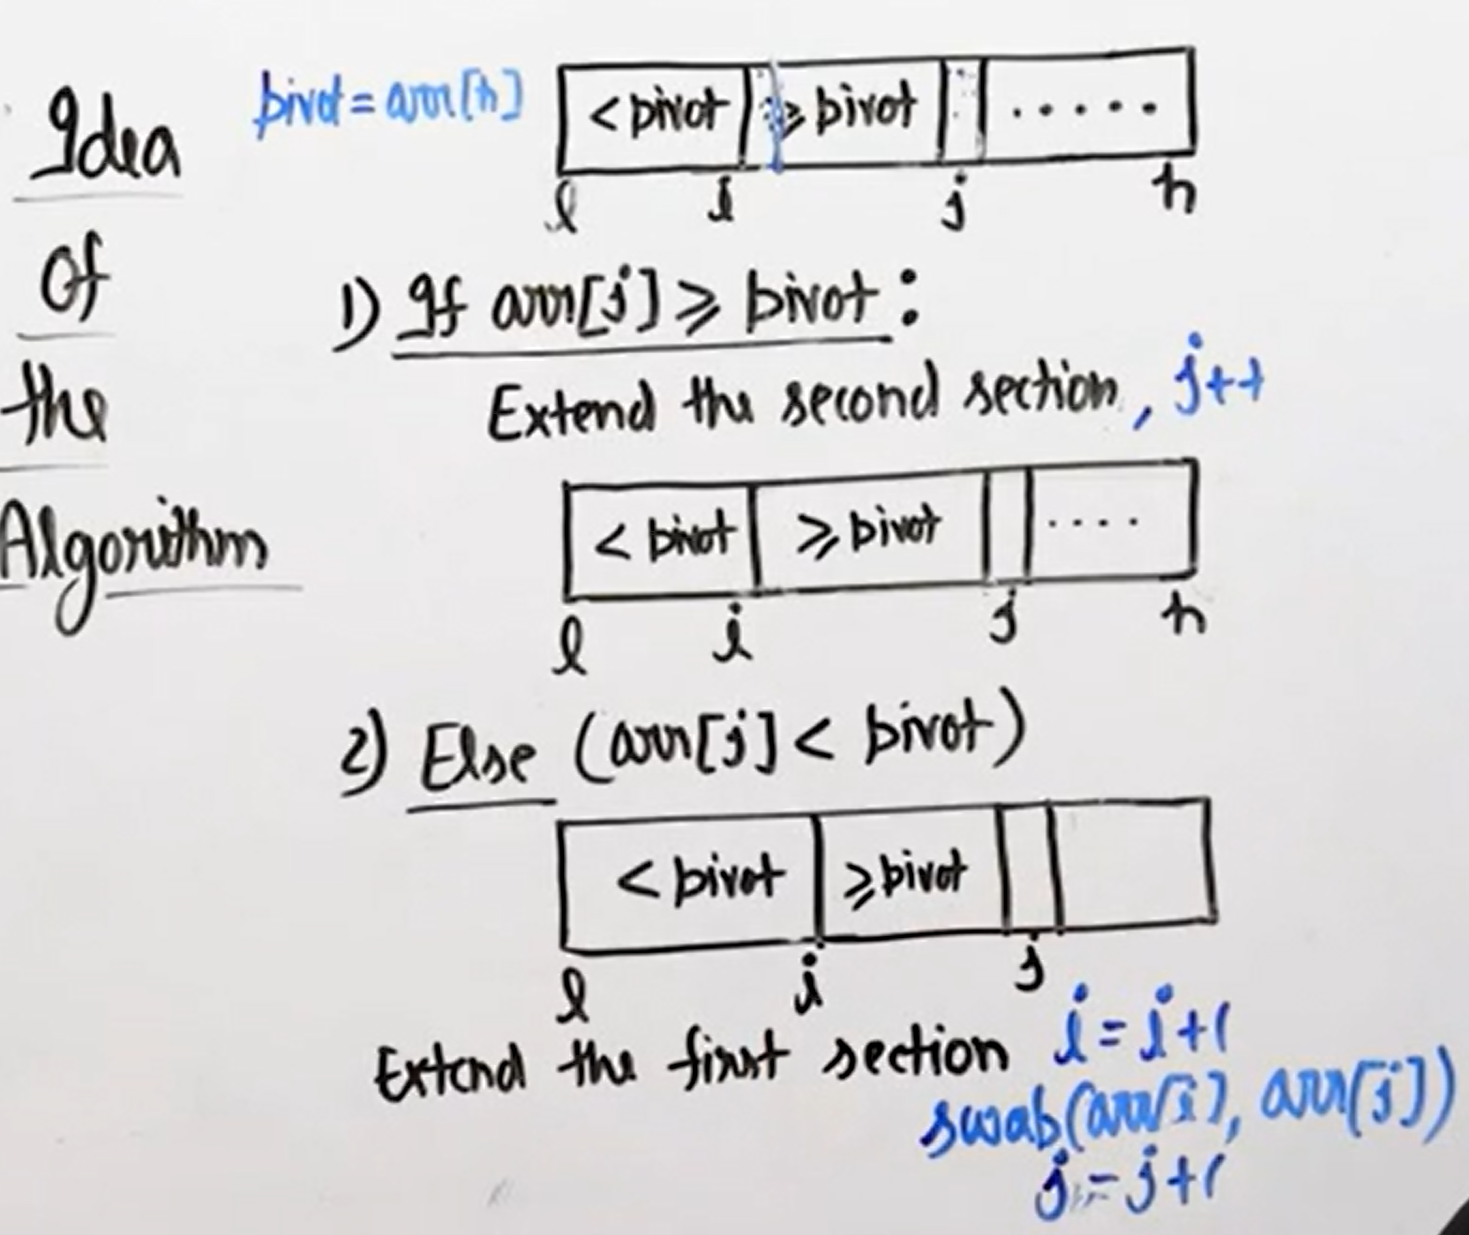 Idea
of
the
Algorithm
pivot = arr[h]
< pivot ≥ pivot .....
l i j h
1) If arr[j] ≥ pivot :
Extend the second section, j++
< pivot ≥ pivot ....
l i j h
2) Else (arr[j] < pivot)
< pivot ≥ pivot
l i j
Extend the first section i = i+1
swap(arr[i], arr[j])
j = j+1